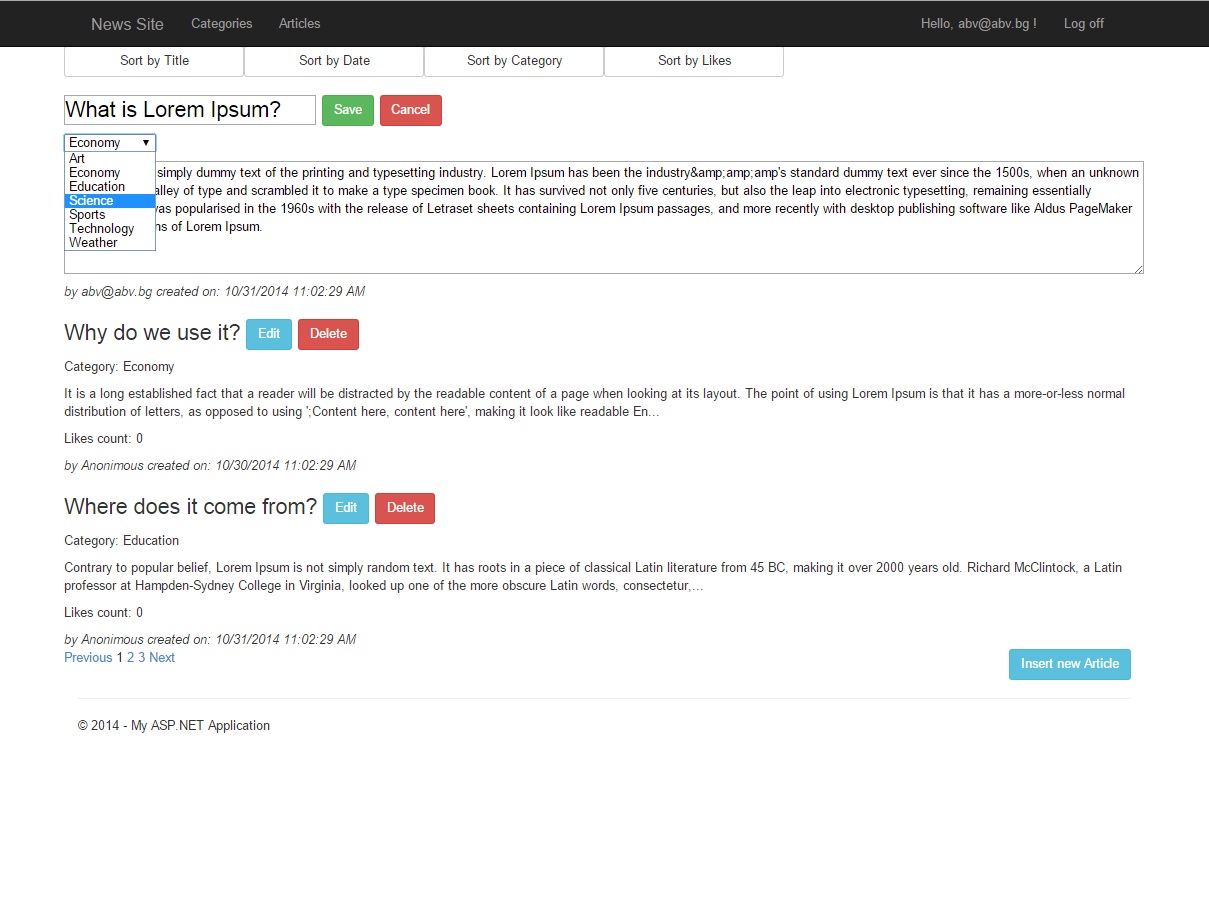 News Site Categories Articles Hello, abv@abv.bg ! Log off
Sort by Title Sort by Date Sort by Category Sort by Likes
What is Lorem Ipsum? Save Cancel
Economy
Art
Economy
Education
Science
Sports
Technology
Weather
simply dummy text of the printing and typesetting industry. Lorem Ipsum has been the industry&amp;amp;amp's standard dummy text ever since the 1500s, when an unknown
alley of type and scrambled it to make a type specimen book. It has survived not only five centuries, but also the leap into electronic typesetting, remaining essentially
was popularised in the 1960s with the release of Letraset sheets containing Lorem Ipsum passages, and more recently with desktop publishing software like Aldus PageMaker
of Lorem Ipsum.
by abv@abv.bg created on: 10/31/2014 11:02:29 AM
Why do we use it? Edit Delete
Category: Economy
It is a long established fact that a reader will be distracted by the readable content of a page when looking at its layout. The point of using Lorem Ipsum is that it has a more-or-less normal
distribution of letters, as opposed to using ';Content here, content here', making it look like readable En...
Likes count: 0
by Anonimous created on: 10/30/2014 11:02:29 AM
Where does it come from? Edit Delete
Category: Education
Contrary to popular belief, Lorem Ipsum is not simply random text. It has roots in a piece of classical Latin literature from 45 BC, making it over 2000 years old. Richard McClintock, a Latin
professor at Hampden-Sydney College in Virginia, looked up one of the more obscure Latin words, consectetur,...
Likes count: 0
by Anonimous created on: 10/31/2014 11:02:29 AM
Previous 1 2 3 Next
Insert new Article
© 2014 - My ASP.NET Application